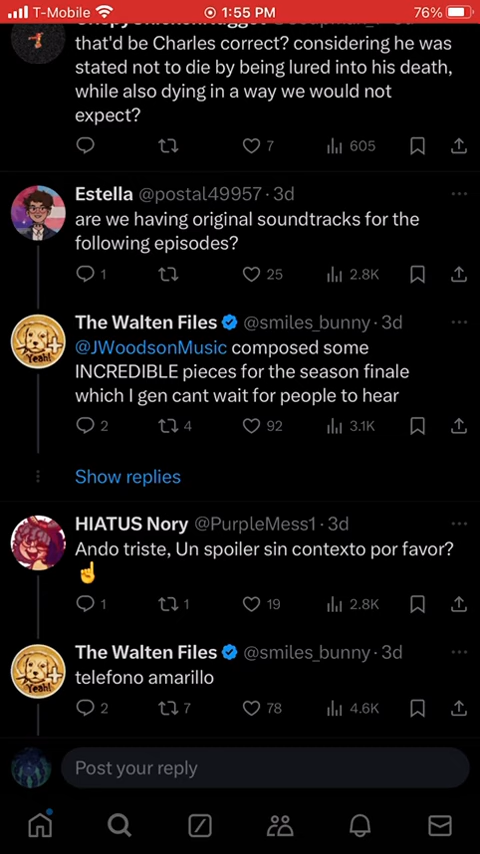 T-Mobile 1:55 PM 76%
that'd be Charles correct? considering he was
stated not to die by being lured into his death,
while also dying in a way we would not
expect?
7 605
Estella @postal49957 · 3d
are we having original soundtracks for the
following episodes?
1 25 2.8K
The Walten Files @smiles_bunny · 3d
@JWoodsonMusic composed some
INCREDIBLE pieces for the season finale
which I gen cant wait for people to hear
2 4 92 3.1K
Show replies
HIATUS Nory @PurpleMess1 · 3d
Ando triste, Un spoiler sin contexto por favor?
☝️
1 1 19 2.8K
The Walten Files @smiles_bunny · 3d
telefono amarillo
2 7 78 4.6K
Post your reply